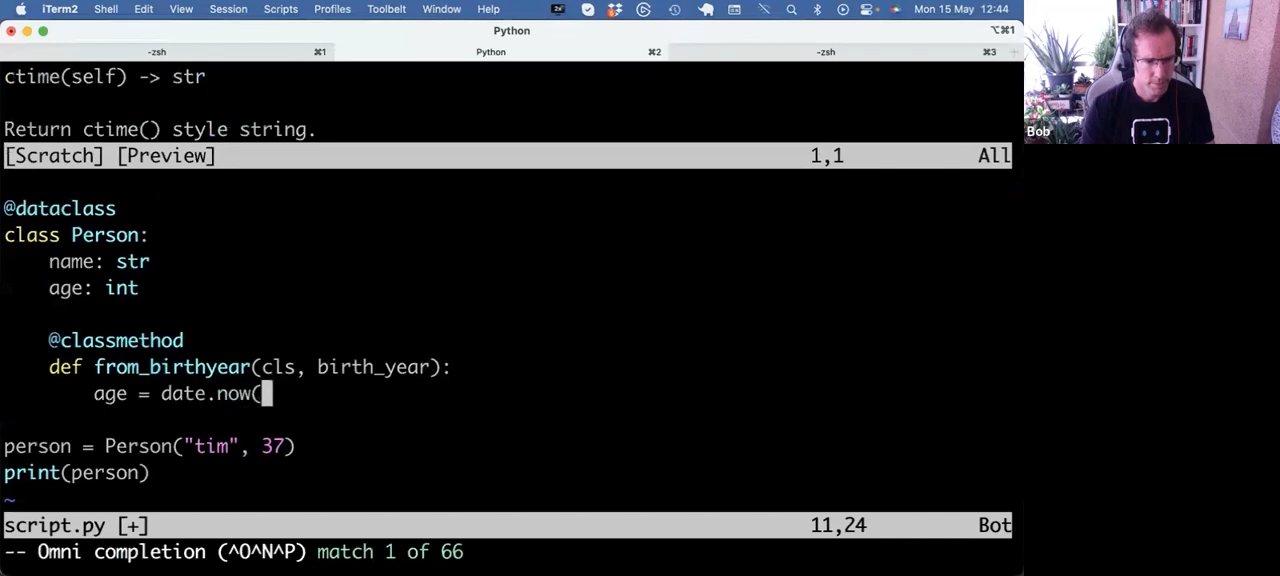 iTerm2 Shell Edit View Session Scripts Profiles Toolbelt Window Help Mon 15 May 12:44
Python ⌥⌘1
-zsh ⌘1 Python ⌘2 -zsh ⌘3
ctime(self) -> str
Return ctime() style string.
[Scratch] [Preview] 1,1 All
@dataclass
class Person:
    name: str
    age: int
    @classmethod
    def from_birthyear(cls, birth_year):
        age = date.now(
person = Person("tim", 37)
print(person)
~
script.py [+] 11,24 Bot
-- Omni completion (^O^N^P) match 1 of 66
Bob